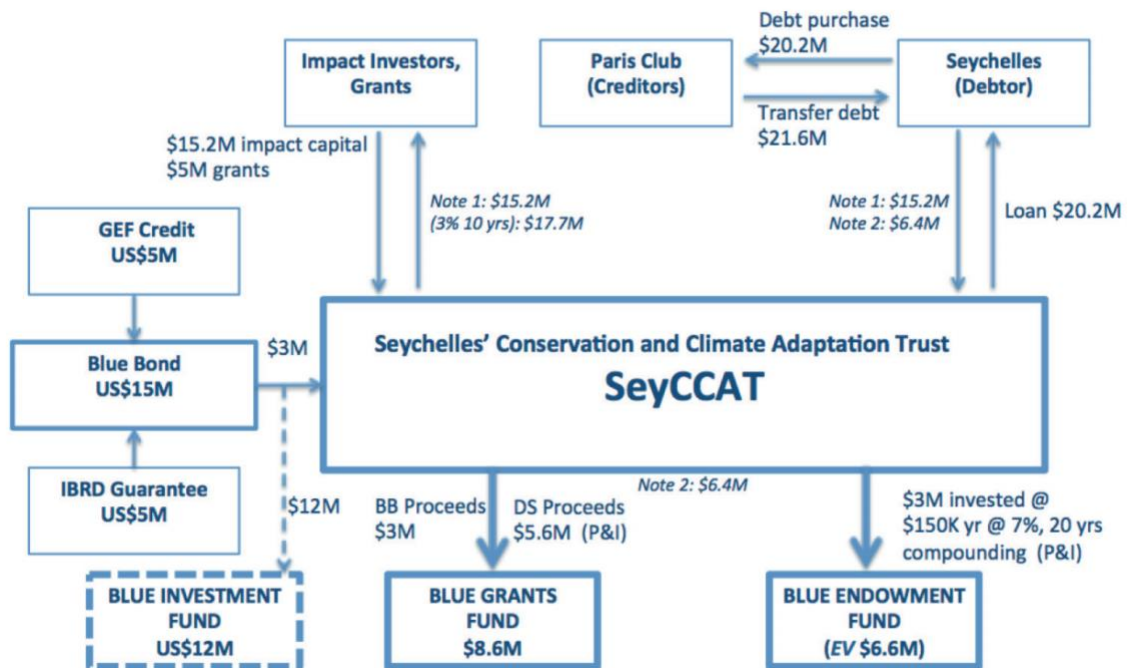 Debt purchase
$20.2M
Impact Investors,
Grants
Paris Club
(Creditors)
Seychelles
(Debtor)
Transfer debt
$21.6M
$15.2M impact capital
$5M grants
Note 1: $15.2M
(3% 10 yrs): $17.7M
Note 1: $15.2M
Note 2: $6.4M
Loan $20.2M
GEF Credit
US$5M
Blue Bond
US$15M
$3M
Seychelles’ Conservation and Climate Adaptation Trust
SeyCCAT
IBRD Guarantee
US$5M
$12M
BB Proceeds
$3M
DS Proceeds
$5.6M (P&I)
Note 2: $6.4M
$3M invested @
$150K yr @ 7%, 20 yrs
compounding (P&I)
BLUE INVESTMENT
FUND
US$12M
BLUE GRANTS
FUND
$8.6M
BLUE ENDOWMENT
FUND
(EV $6.6M)